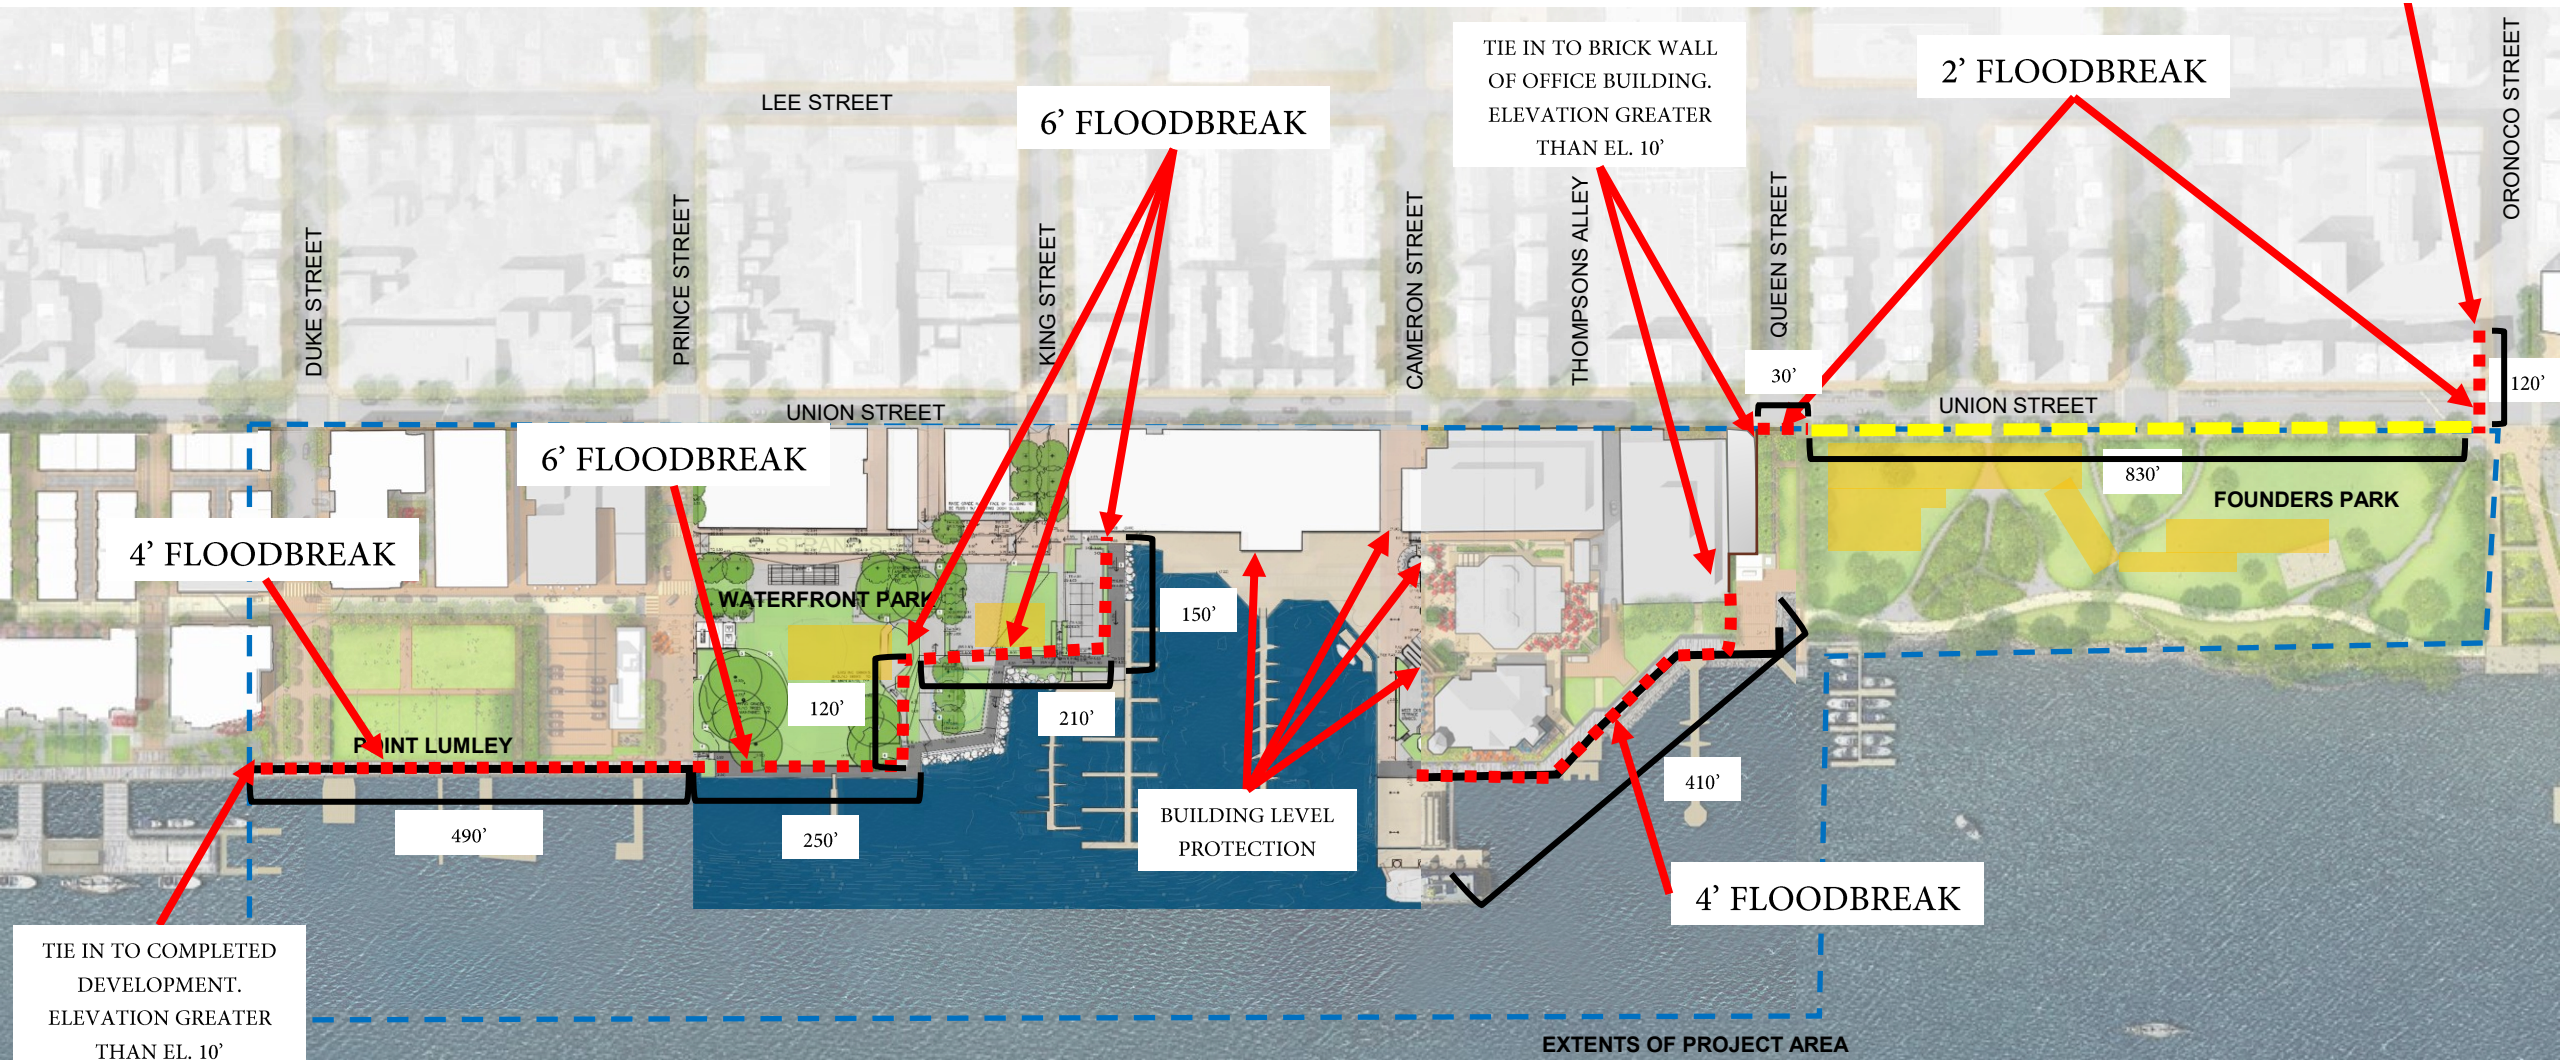 TIE IN TO BRICK WALL
OF OFFICE BUILDING.
ELEVATION GREATER
THAN EL. 10’
2’ FLOODBREAK
ORONOCO STREET
LEE STREET
6’ FLOODBREAK
DUKE STREET
PRINCE STREET
KING STREET
CAMERON STREET
THOMPSONS ALLEY
QUEEN STREET
30’
120’
UNION STREET
UNION STREET
6’ FLOODBREAK
830’
FOUNDERS PARK
4’ FLOODBREAK
WATERFRONT PARK
150’
120’
210’
POINT LUMLEY
410’
490’
250’
BUILDING LEVEL
PROTECTION
4’ FLOODBREAK
TIE IN TO COMPLETED
DEVELOPMENT.
ELEVATION GREATER
THAN EL. 10’
EXTENTS OF PROJECT AREA